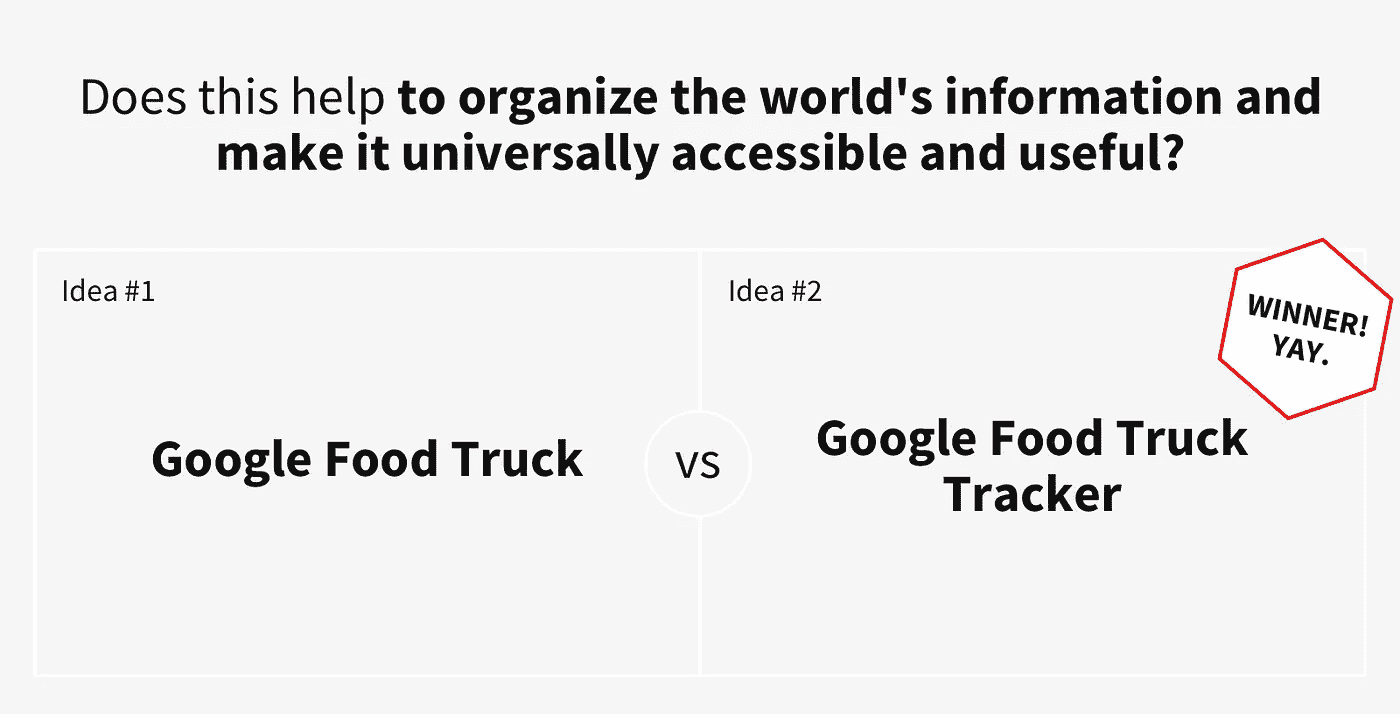 Does this help to organize the world's information and
make it universally accessible and useful?
Idea #1
Google Food Truck
VS
Idea #2
Google Food Truck
Tracker
WINNER!
YAY.